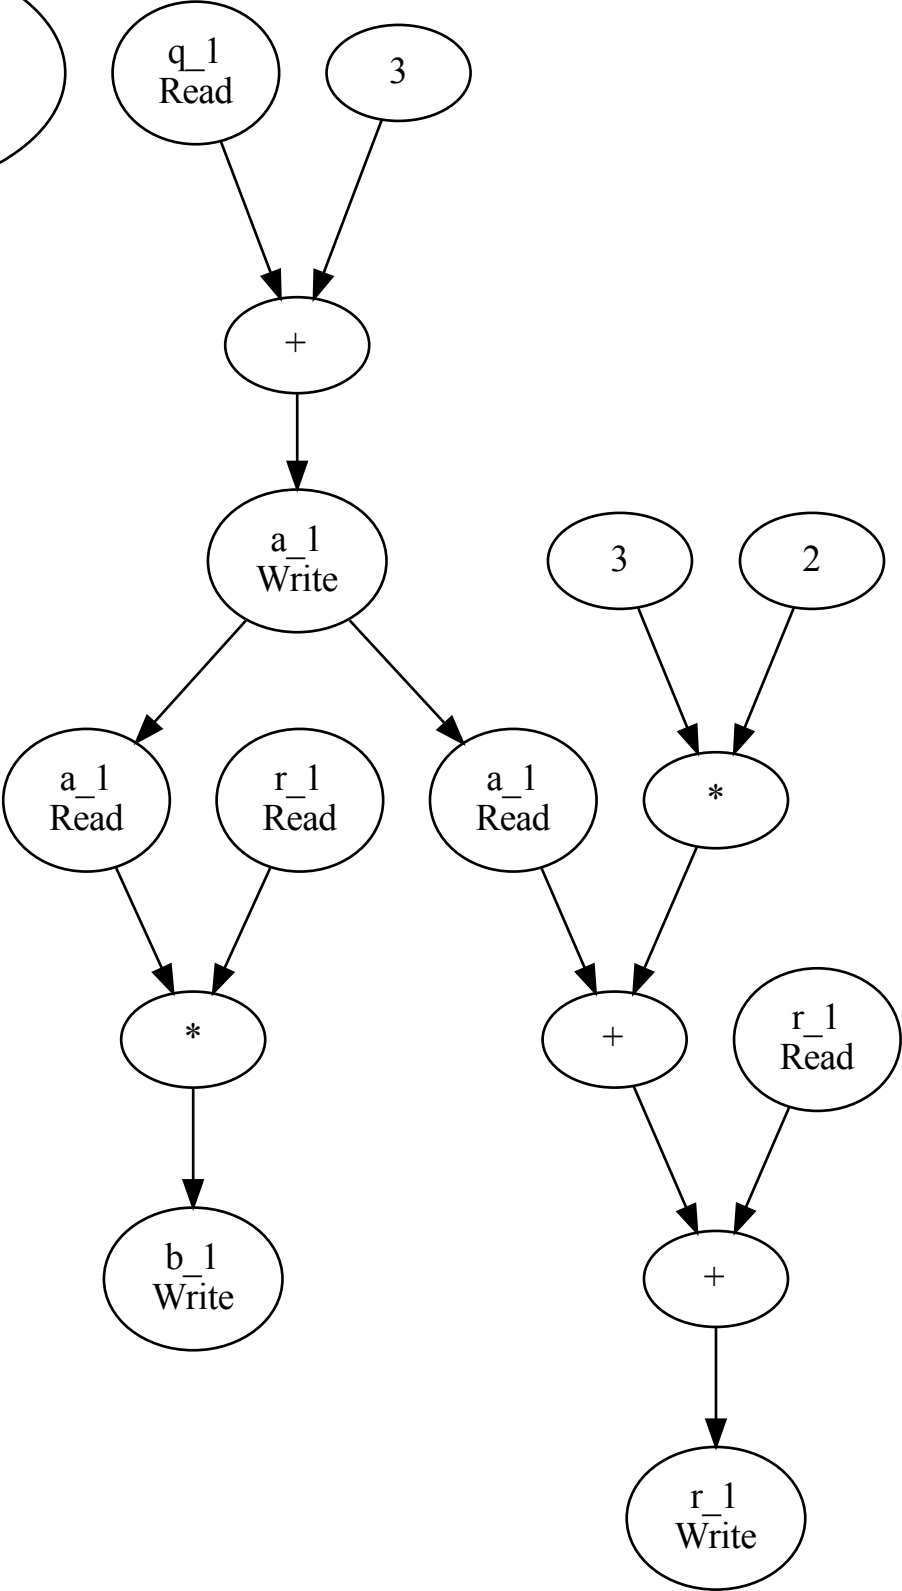 q_1
Read
3
+
a_1
Write
3
2
a_1
Read
r_1
Read
a_1
Read
*
*
+
r_1
Read
b_1
Write
+
r_1
Write